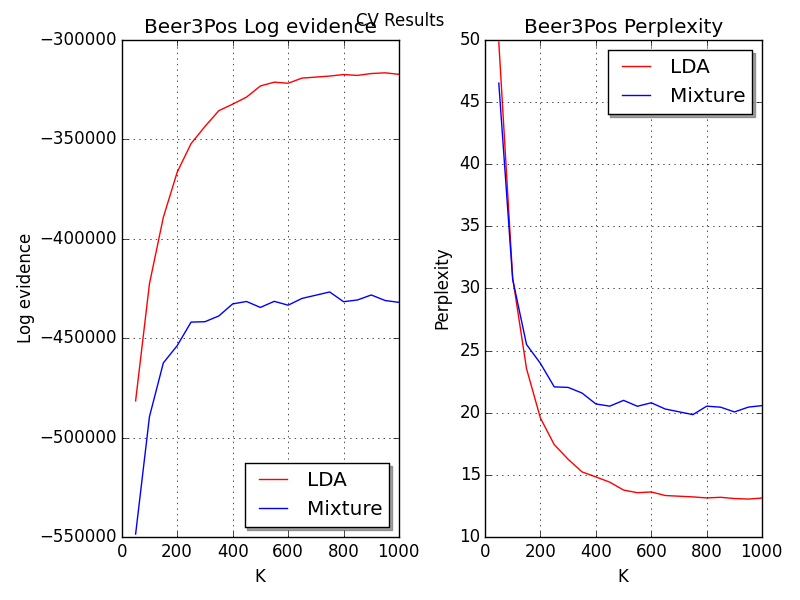 CV Results
Beer3Pos Log evidence
−300000
−350000
−400000
−450000
−500000
−550000
Log evidence
LDA
Mixture
0
200
400
600
800
1000
K
Beer3Pos Perplexity
50
45
40
35
30
25
20
15
10
Perplexity
LDA
Mixture
0
200
400
600
800
1000
K